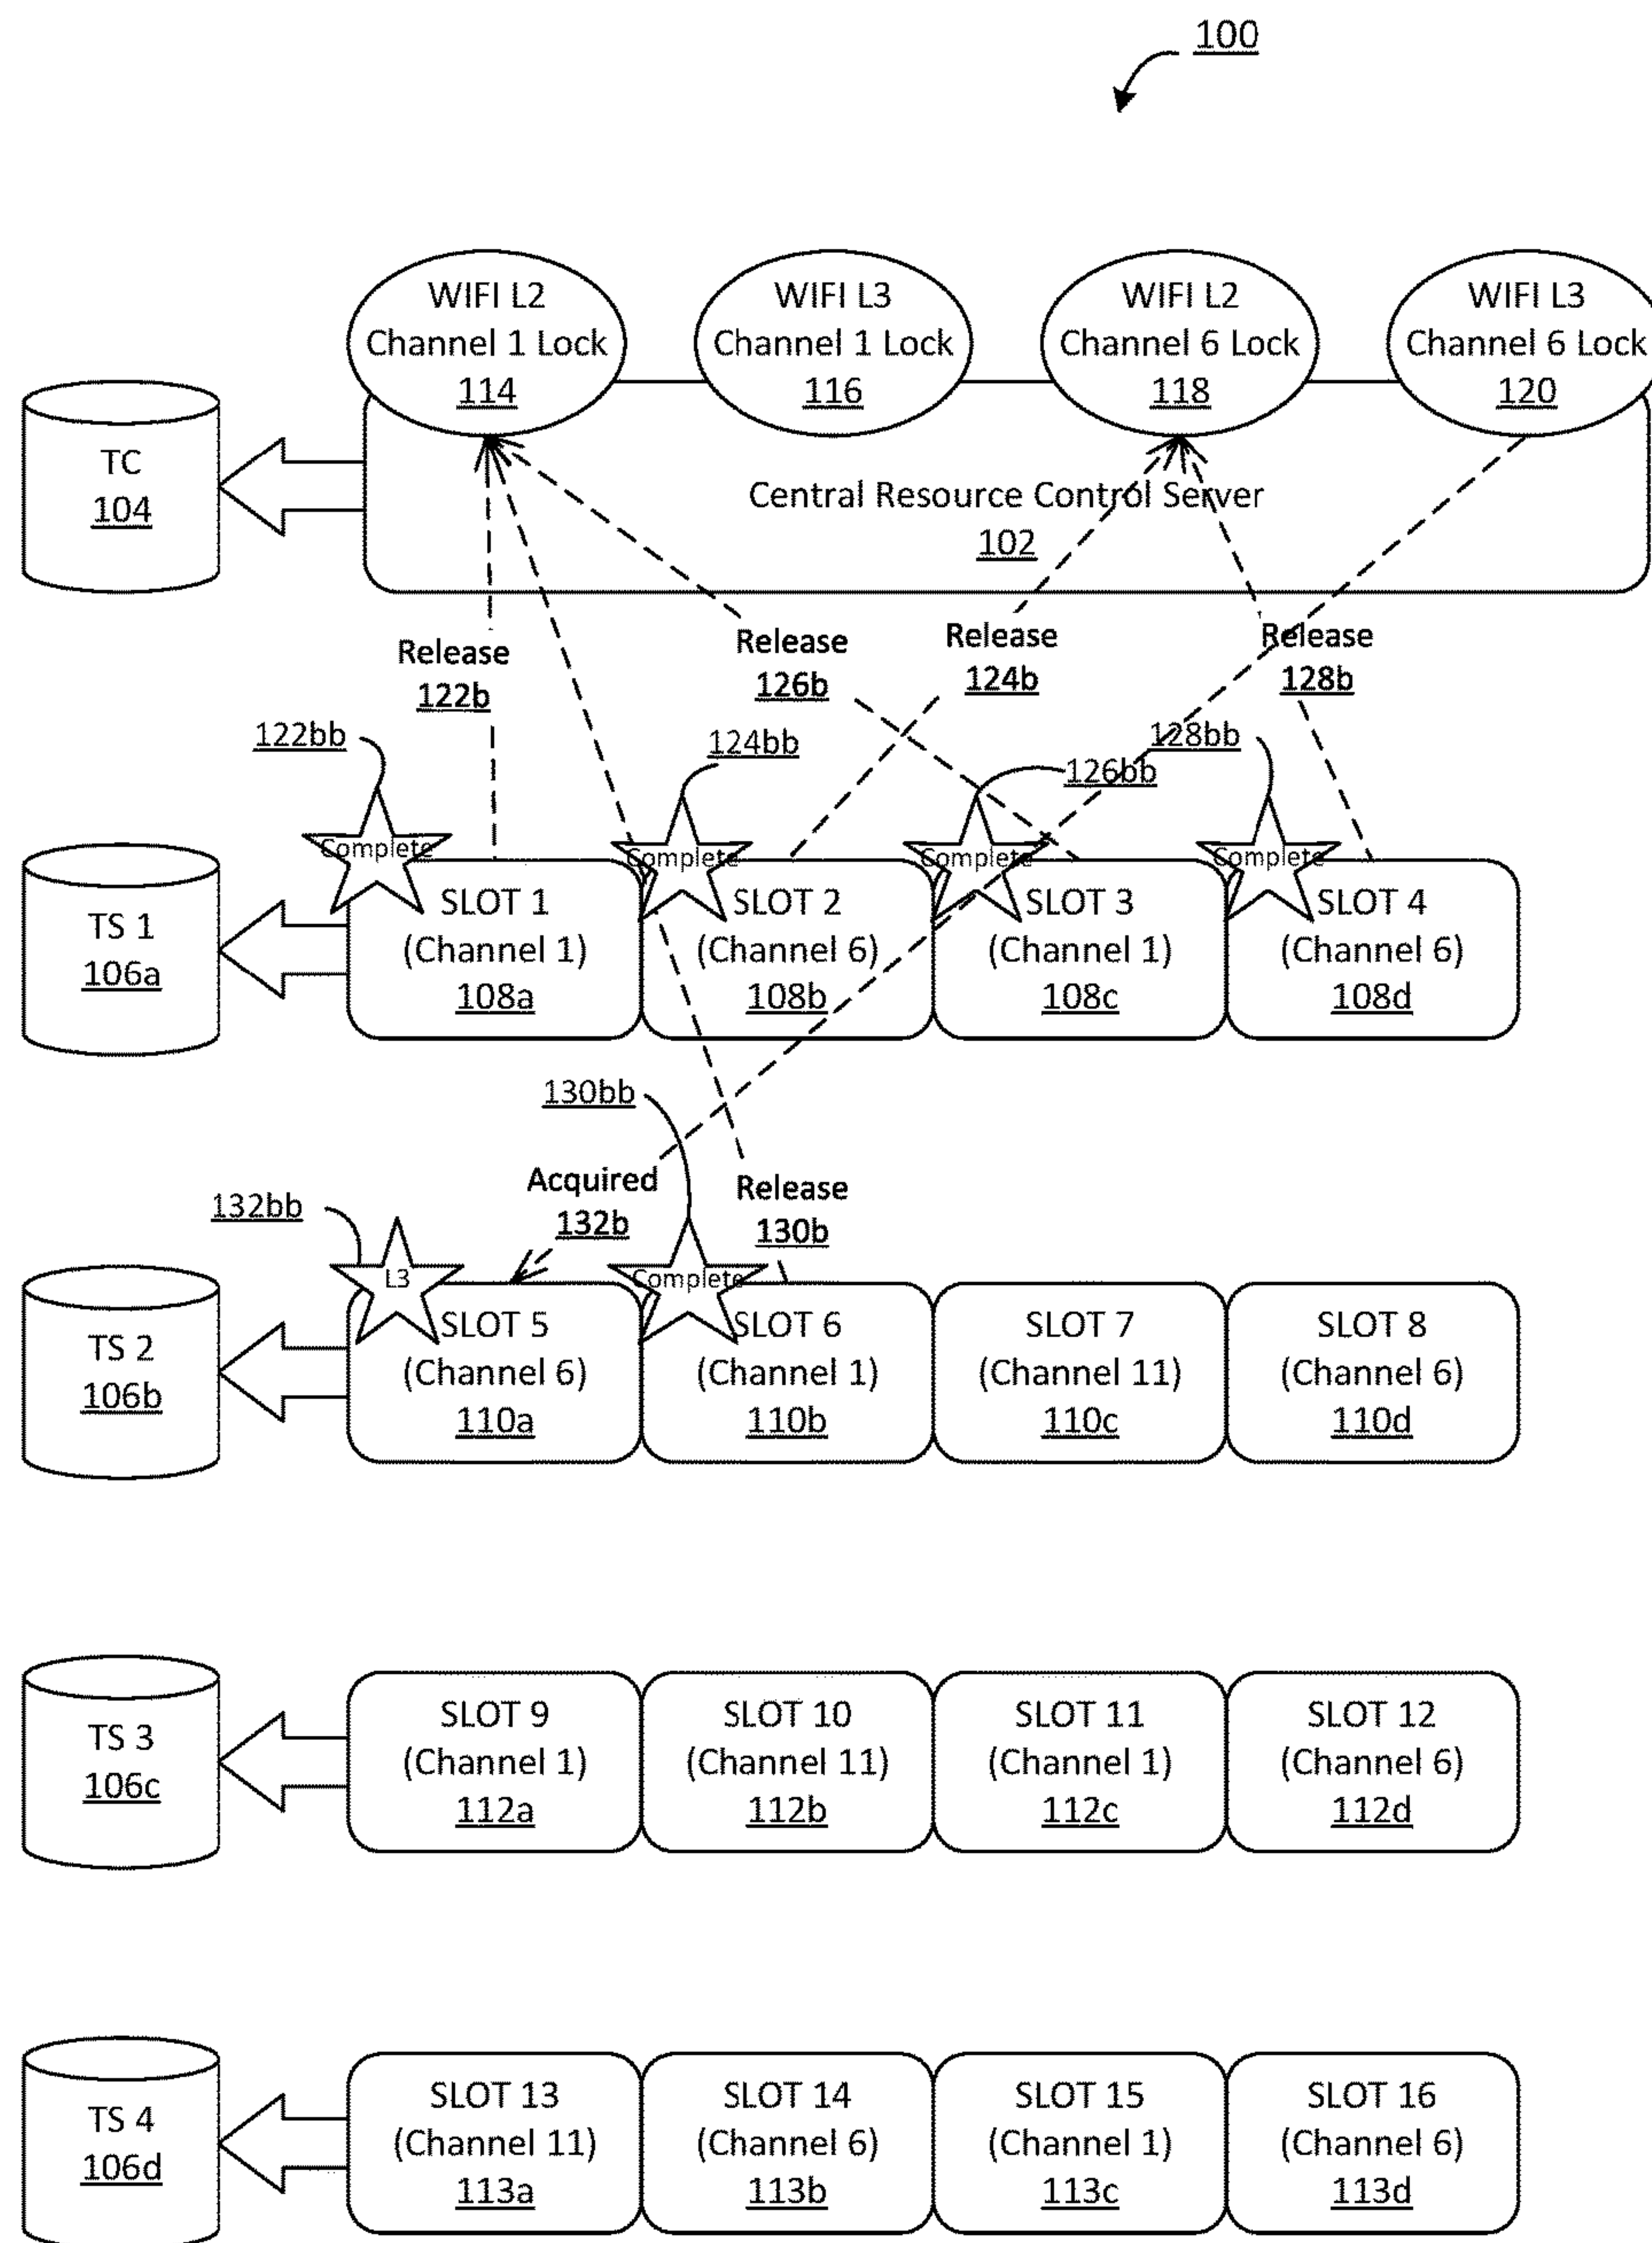 100
WIFI L2
Channel 1 Lock
114
WIFI L3
Channel 1 Lock
116
WIFI L2
Channel 6 Lock
118
WIFI L3
Channel 6 Lock
120
TC
104
Central Resource Control Server
102
Release
122b
Release
126b
Release
124b
Release
128b
122bb
124bb
126bb
128bb
Complete
Complete
Complete
Complete
TS 1
106a
SLOT 1
(Channel 1)
108a
SLOT 2
(Channel 6)
108b
SLOT 3
(Channel 1)
108c
SLOT 4
(Channel 6)
108d
130bb
132bb
Acquired
132b
Release
130b
L3
Complete
TS 2
106b
SLOT 5
(Channel 6)
110a
SLOT 6
(Channel 1)
110b
SLOT 7
(Channel 11)
110c
SLOT 8
(Channel 6)
110d
TS 3
106c
SLOT 9
(Channel 1)
112a
SLOT 10
(Channel 11)
112b
SLOT 11
(Channel 1)
112c
SLOT 12
(Channel 6)
112d
TS 4
106d
SLOT 13
(Channel 11)
113a
SLOT 14
(Channel 6)
113b
SLOT 15
(Channel 1)
113c
SLOT 16
(Channel 6)
113d